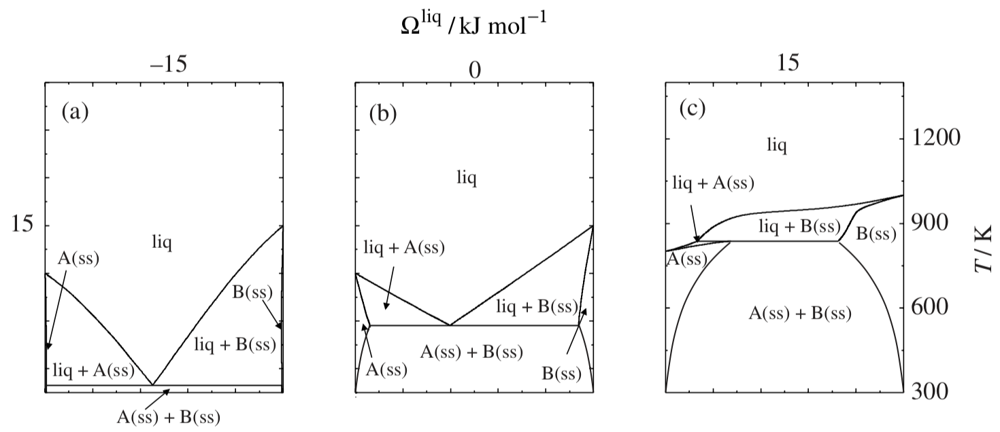 Ω^liq / kJ mol⁻¹
−15
0
15
(a)
(b)
(c)
liq
liq
liq
15
A(ss)
B(ss)
liq + A(ss)
liq + B(ss)
A(ss) + B(ss)
liq + A(ss)
liq + B(ss)
A(ss) + B(ss)
A(ss)
B(ss)
liq + A(ss)
liq + B(ss)
B(ss)
A(ss)
A(ss) + B(ss)
1200
900
600
300
T / K